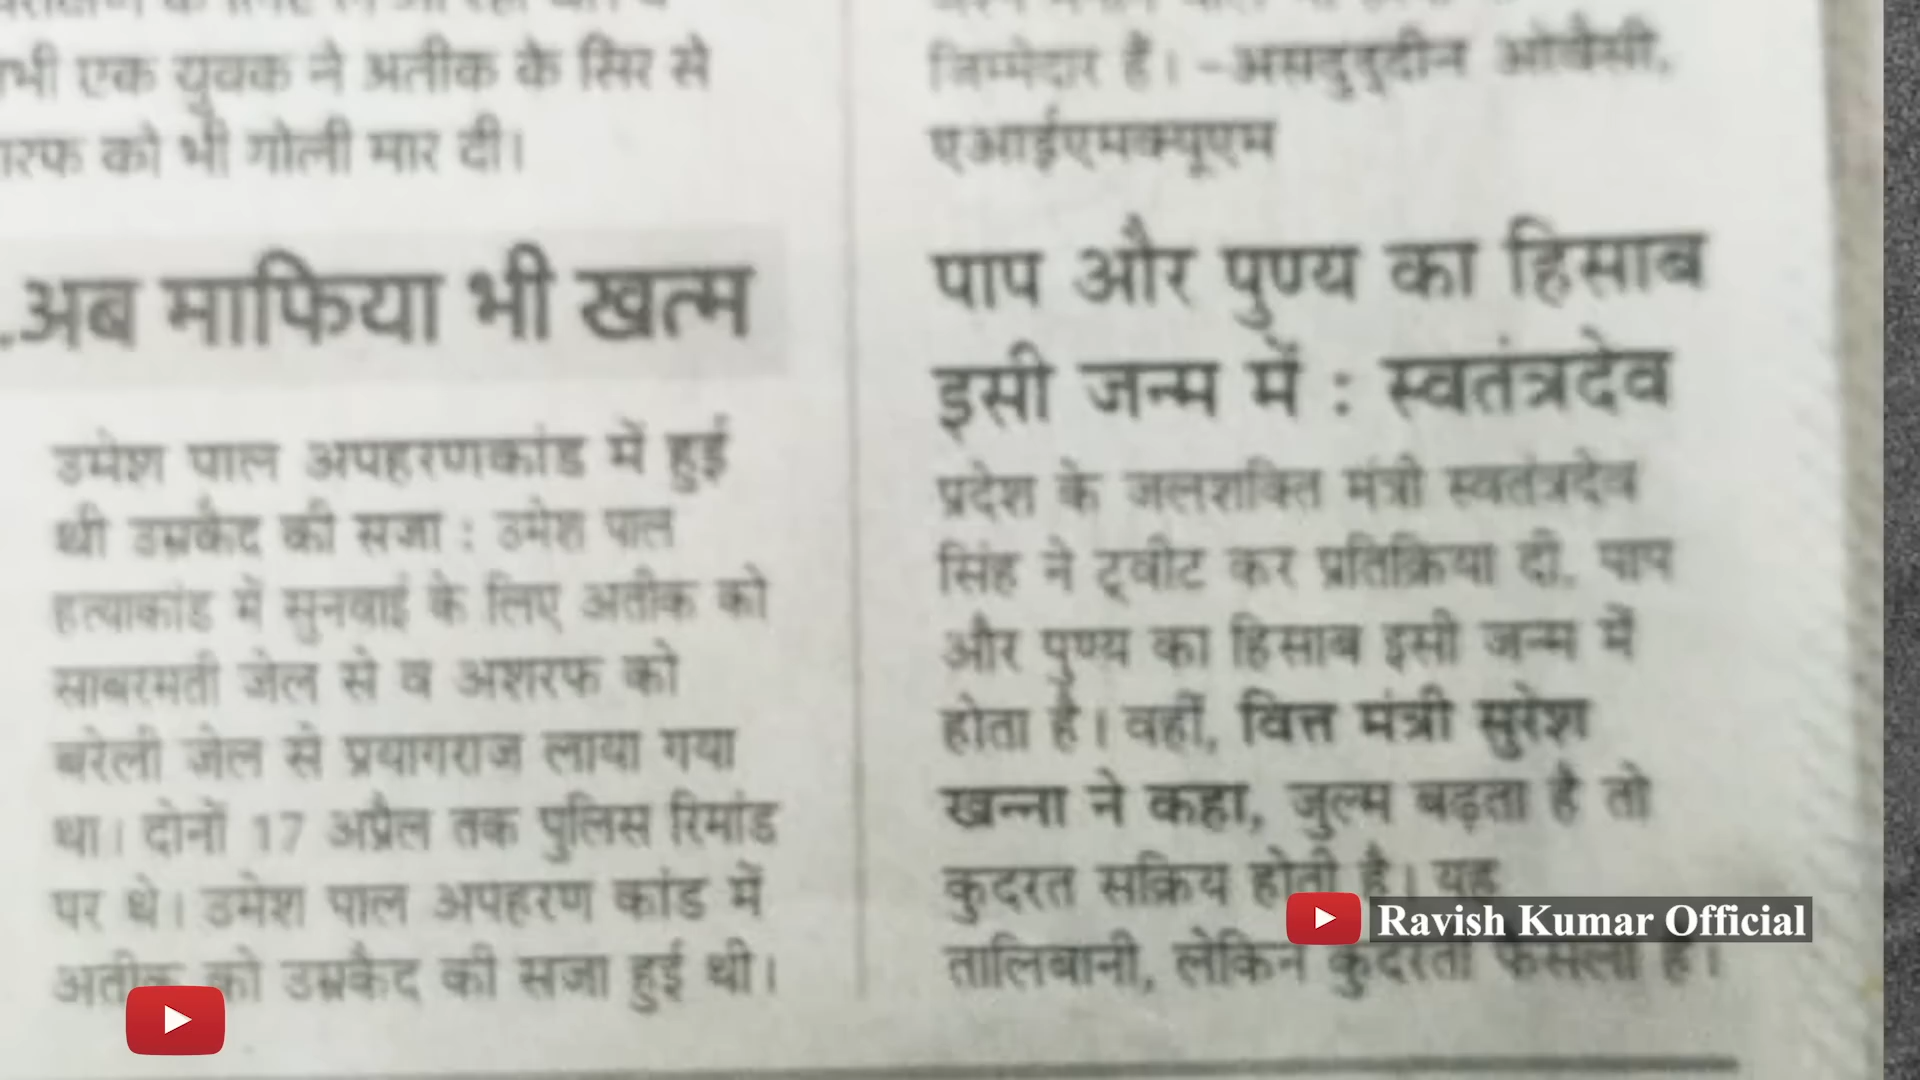 भी एक युवक ने अतीक के सिर से
को भी गोली मार दी।
.अब माफिया भी खत्म
उमेश पाल अपहरणकांड में हुई
थी उम्रकैद की सजा : उमेश पाल
हत्याकांड में सुनवाई के लिए अतीक को
साबरमती जेल से व अशरफ को
बरेली जेल से प्रयागराज लाया गया
था। दोनों 17 अप्रैल तक पुलिस रिमांड
पर थे। उमेश पाल अपहरण कांड में
अतीक को उम्रकैद की सजा हुई थी।
जिम्मेदार हैं। -असदुद्दीन ओवैसी,
एआईएमक्यूएम
पाप और पुण्य का हिसाब
इसी जन्म में : स्वतंत्रदेव
प्रदेश के जलशक्ति मंत्री स्वतंत्रदेव
सिंह ने ट्वीट कर प्रतिक्रिया दी, पाप
और पुण्य का हिसाब इसी जन्म में
होता है। वहीं, वित्त मंत्री सुरेश
खन्ना ने कहा, जुल्म बढ़ता है तो
कुदरत सक्रिय होती है। यह
तालिबानी, लेकिन कुदरती फैसला है।
Ravish Kumar Official